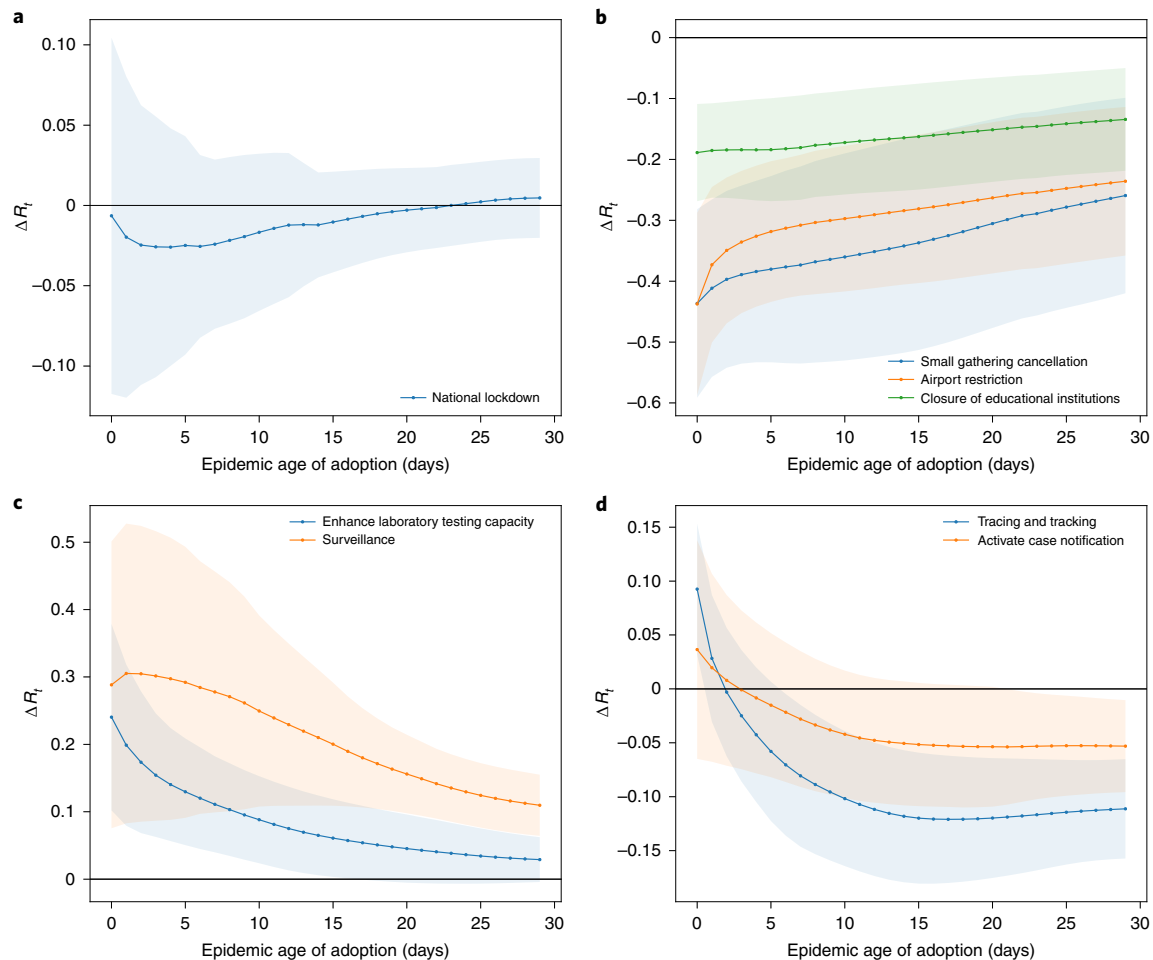 a
0.10
0.05
0
−0.05
−0.10
ΔRt
National lockdown
0 5 10 15 20 25 30
Epidemic age of adoption (days)
b
0
−0.1
−0.2
−0.3
−0.4
−0.5
−0.6
ΔRt
Small gathering cancellation
Airport restriction
Closure of educational institutions
0 5 10 15 20 25 30
Epidemic age of adoption (days)
c
Enhance laboratory testing capacity
Surveillance
0.5
0.4
0.3
0.2
0.1
0
ΔRt
0 5 10 15 20 25 30
Epidemic age of adoption (days)
d
Tracing and tracking
Activate case notification
0.15
0.10
0.05
0
−0.05
−0.10
−0.15
ΔRt
0 5 10 15 20 25 30
Epidemic age of adoption (days)